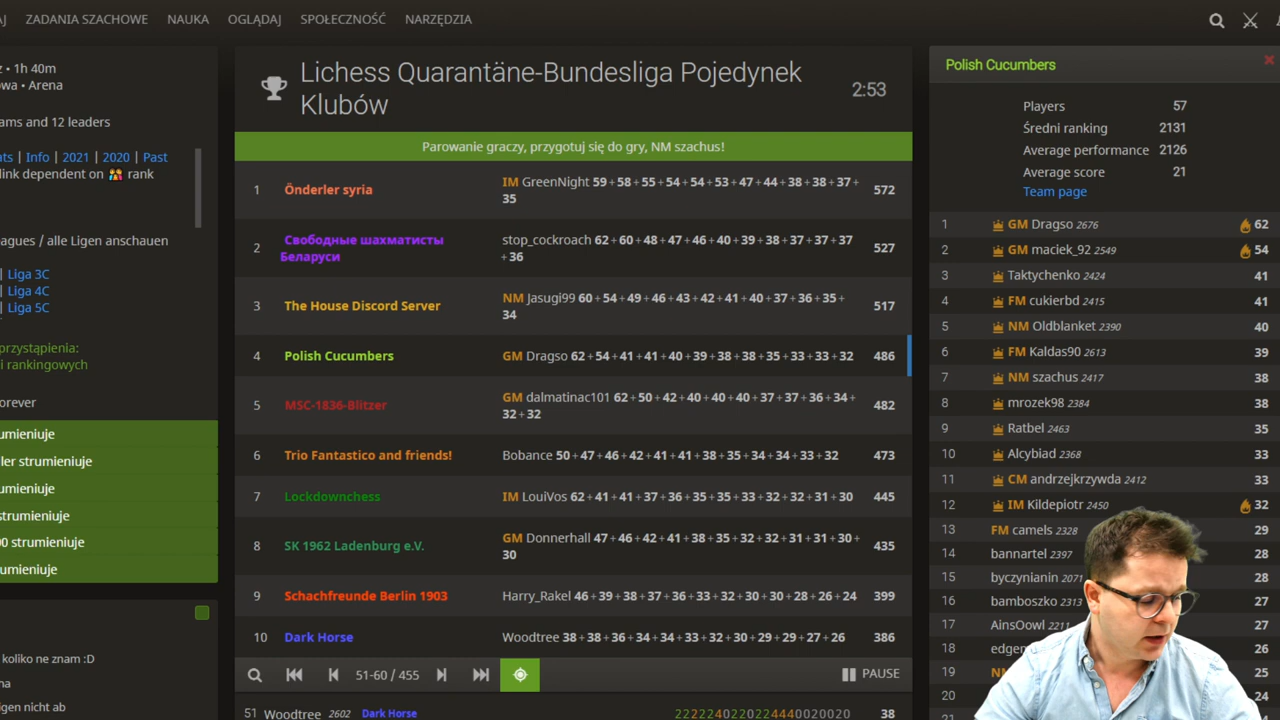 ZADANIA SZACHOWE NAUKA OGLĄDAJ SPOŁECZNOŚĆ NARZĘDZIA
• 1h 40m
• Arena
and 12 leaders
| Info | 2021 | 2020 | Past
link dependent on rank
/ alle Ligen anschauen
| Liga 3C
| Liga 4C
| Liga 5C
przystąpienia:
rankingowych
strumieniuje
strumieniuje
strumieniuje
koliko ne znam :D
nicht ab
Lichess Quarantäne-Bundesliga Pojedynek
Klubów
2:53
Parowanie graczy, przygotuj się do gry, NM szachus!
1 Önderler syria IM GreenNight 59+58+55+54+54+53+47+44+38+38+37+
35 572
2 Свободные шахматисты
Беларуси stop_cockroach 62+60+48+47+46+40+39+38+37+37+37
+36 527
3 The House Discord Server NM Jasugi99 60+54+49+46+43+42+41+40+37+36+35+
34 517
4 Polish Cucumbers GM Dragso 62+54+41+41+40+39+38+38+35+33+33+32 486
5 MSC-1836-Blitzer GM dalmatinac101 62+50+42+40+40+40+37+37+36+34+
32+32 482
6 Trio Fantastico and friends! Bobance 50+47+46+42+41+41+38+35+34+34+33+32 473
7 Lockdownchess IM LouiVos 62+41+41+37+36+35+35+33+32+32+31+30 445
8 SK 1962 Ladenburg e.V. GM Donnerhall 47+46+42+41+38+35+32+32+31+31+30+
30 435
9 Schachfreunde Berlin 1903 Harry_Rakel 46+39+38+37+36+33+32+30+30+28+26+24 399
10 Dark Horse Woodtree 38+38+36+34+34+33+32+30+29+29+27+26 386
51-60 / 455 PAUSE
51 Woodtree 2602 Dark Horse 2222240220224440020020 38
Polish Cucumbers
Players 57
Średni ranking 2131
Average performance 2126
Average score 21
Team page
1 GM Dragso 2676 62
2 GM maciek_92 2549 54
3 Taktychenko 2424 41
4 FM cukierbd 2415 41
5 NM Oldblanket 2390 40
6 FM Kaldas90 2613 39
7 NM szachus 2417 38
8 mrozek98 2384 38
9 Ratbel 2463 35
10 Alcybiad 2368 33
11 CM andrzejkrzywda 2412 33
12 IM Kildepiotr 2450 32
13 FM camels 2328 29
14 bannartel 2397 28
15 byczynianin 2071 28
16 bamboszko 2313 27
17 AinsOowl 2211 27
18 26
19 25
20 24